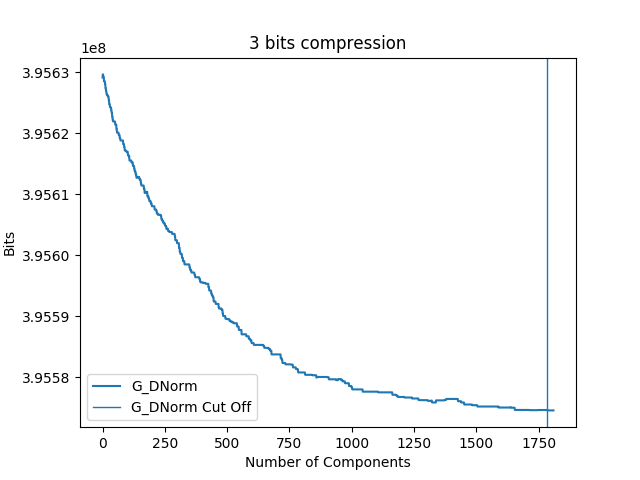 3 bits compression
1e8
3.9563
3.9562
3.9561
3.9560
3.9559
3.9558
Bits
G_DNorm
G_DNorm Cut Off
0 250 500 750 1000 1250 1500 1750
Number of Components